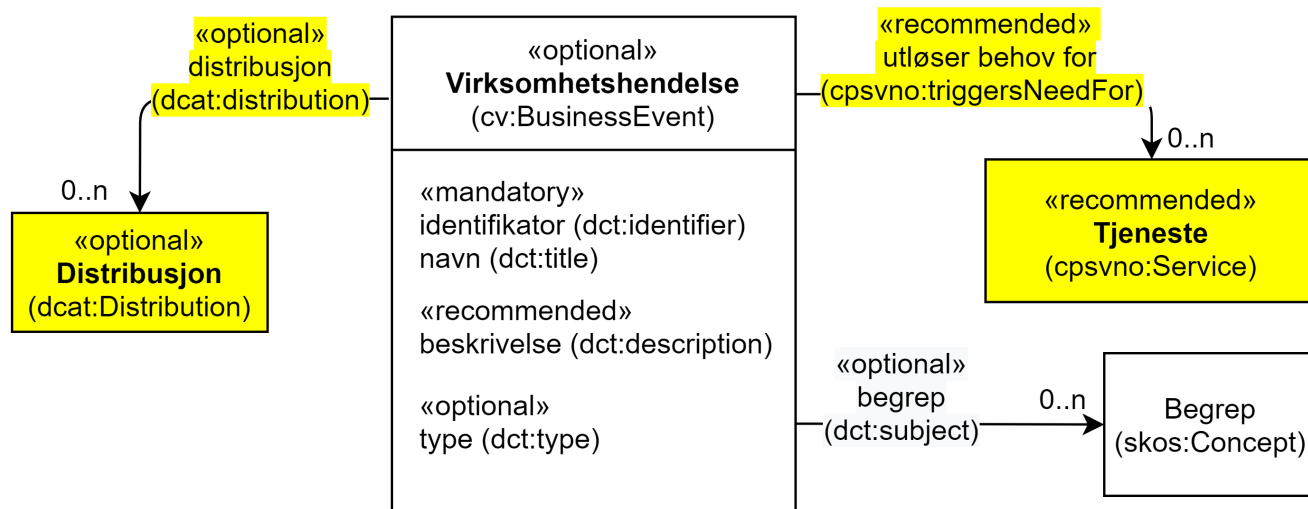 «optional»
distribusjon
(dcat:distribution)
0..n
«optional»
Distribusjon
(dcat:Distribution)
«optional»
Virksomhetshendelse
(cv:BusinessEvent)
«mandatory»
identifikator (dct:identifier)
navn (dct:title)
«recommended»
beskrivelse (dct:description)
«optional»
type (dct:type)
«recommended»
utløser behov for
(cpsvno:triggersNeedFor)
0..n
«recommended»
Tjeneste
(cpsvno:Service)
«optional»
begrep
(dct:subject)
0..n
Begrep
(skos:Concept)